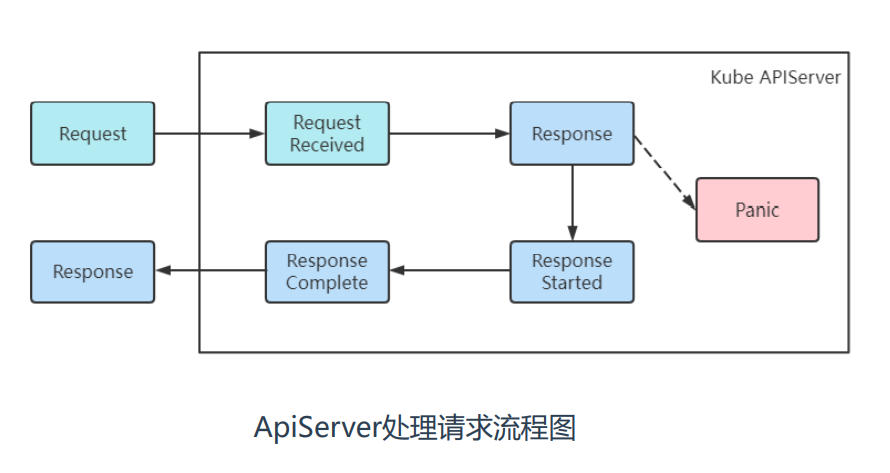 Kube APIServer
Request
Request
Received
Response
Panic
Response
Response
Complete
Response
Started
ApiServer处理请求流程图